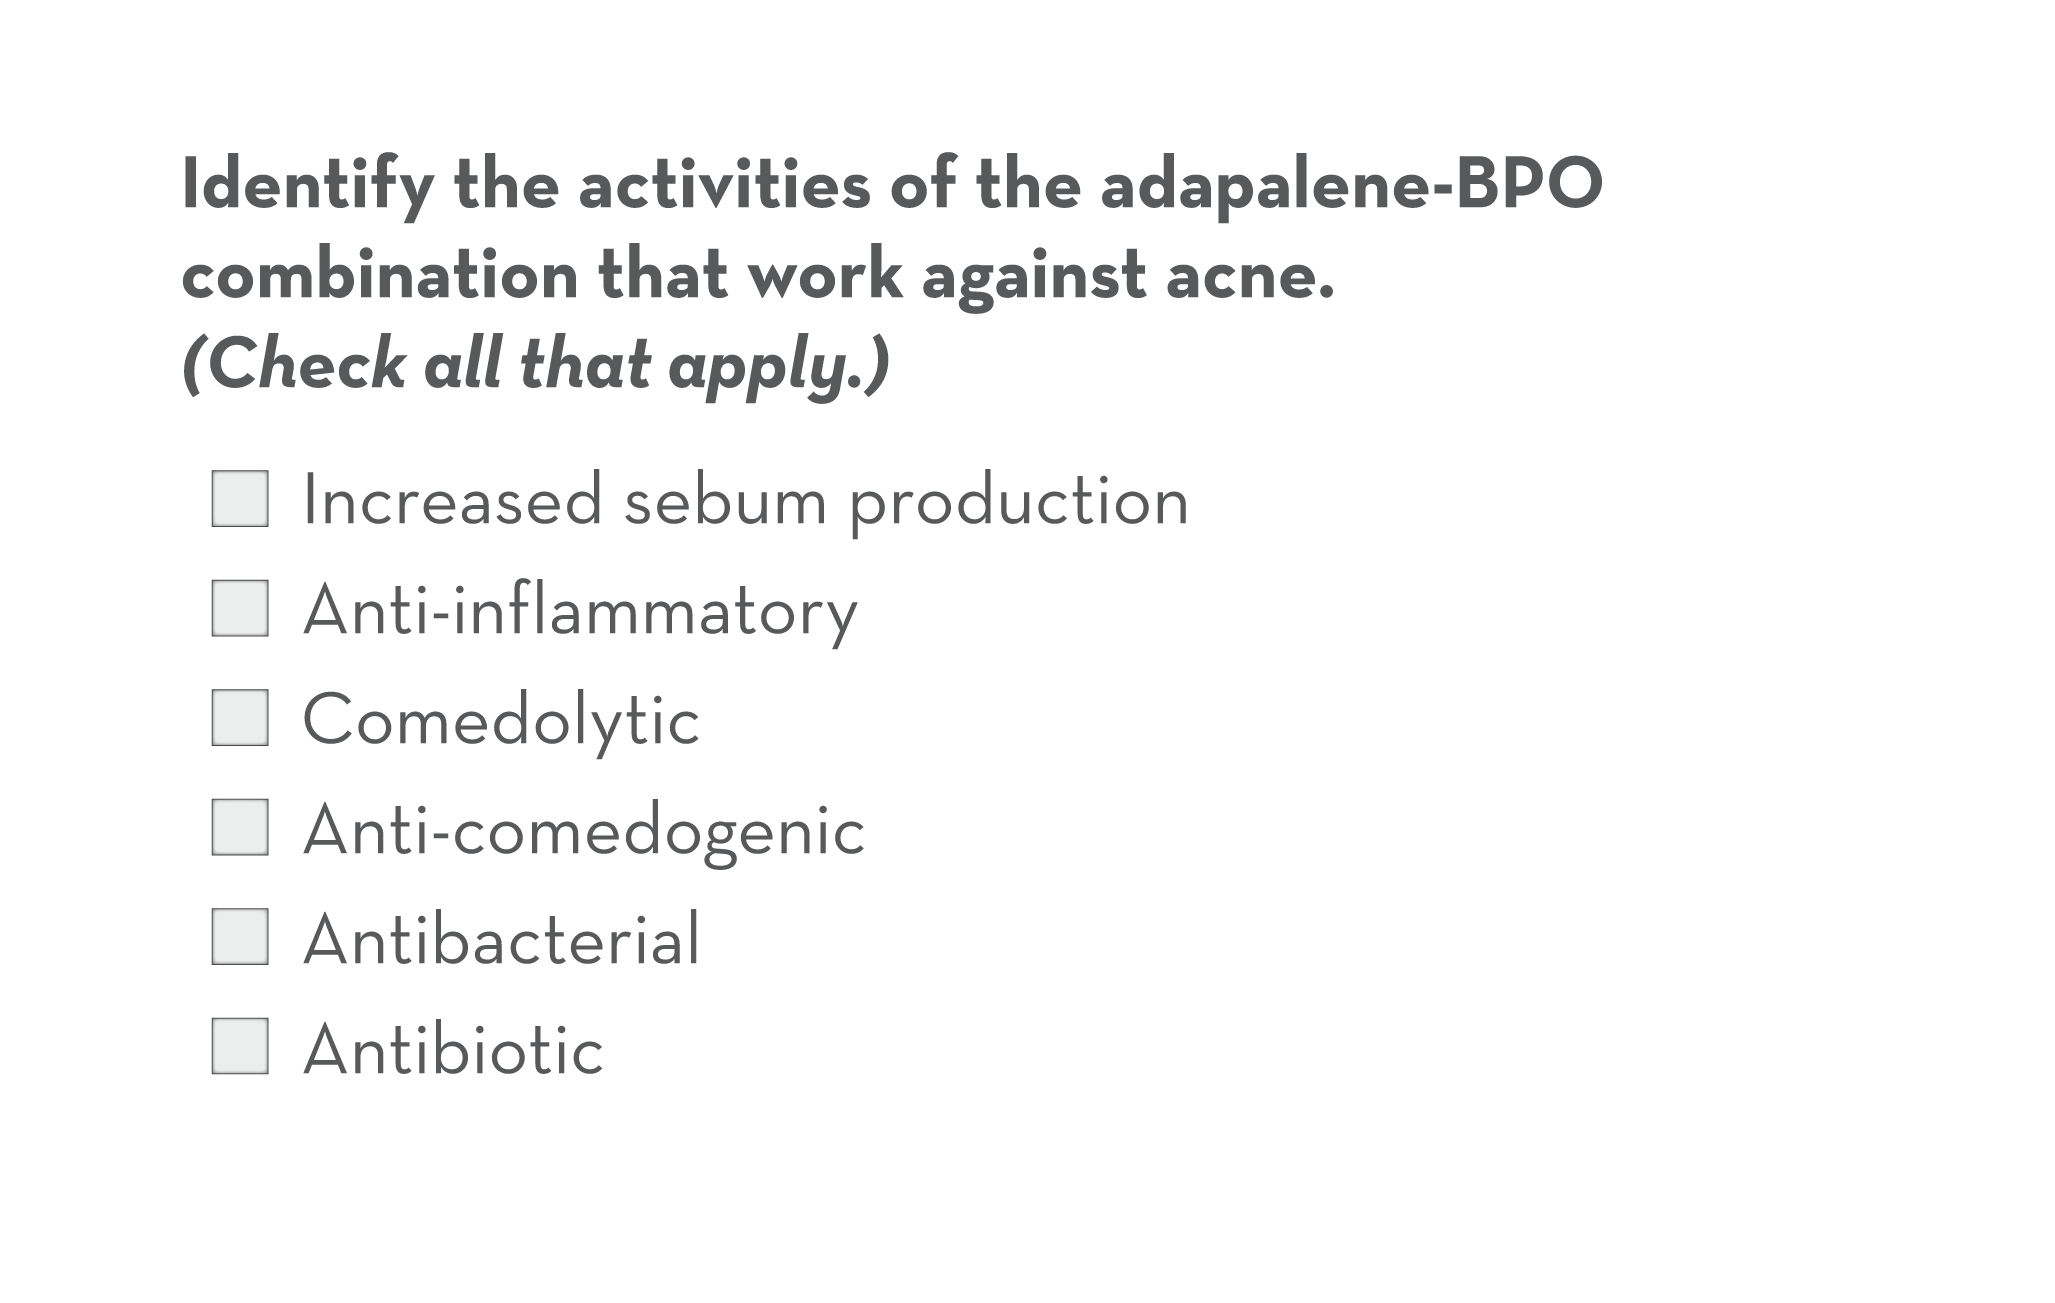 Identify the activities of the adapalene-BPO
combination that work against acne.
(Check all that apply.)
Increased sebum production
Anti-inflammatory
Comedolytic
Anti-comedogenic
Antibacterial
Antibiotic